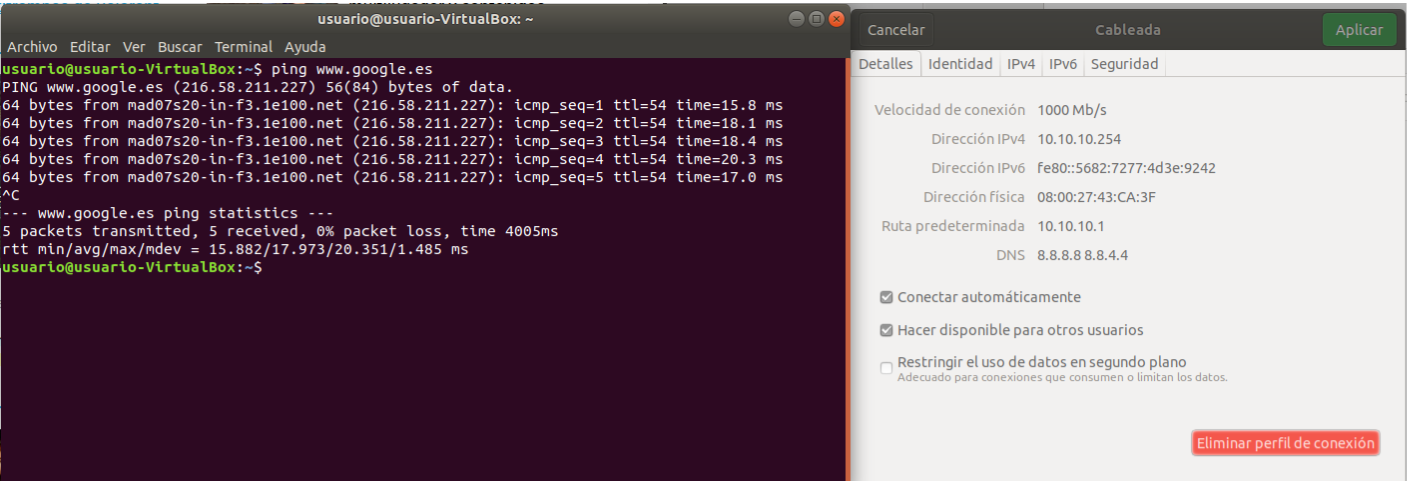 usuario@usuario-VirtualBox: ~
Archivo Editar Ver Buscar Terminal Ayuda
usuario@usuario-VirtualBox:~$ ping www.google.es
PING www.google.es (216.58.211.227) 56(84) bytes of data.
64 bytes from mad07s20-in-f3.1e100.net (216.58.211.227): icmp_seq=1 ttl=54 time=15.8 ms
64 bytes from mad07s20-in-f3.1e100.net (216.58.211.227): icmp_seq=2 ttl=54 time=18.1 ms
64 bytes from mad07s20-in-f3.1e100.net (216.58.211.227): icmp_seq=3 ttl=54 time=18.4 ms
64 bytes from mad07s20-in-f3.1e100.net (216.58.211.227): icmp_seq=4 ttl=54 time=20.3 ms
64 bytes from mad07s20-in-f3.1e100.net (216.58.211.227): icmp_seq=5 ttl=54 time=17.0 ms
^C
--- www.google.es ping statistics ---
5 packets transmitted, 5 received, 0% packet loss, time 4005ms
rtt min/avg/max/mdev = 15.882/17.973/20.351/1.485 ms
usuario@usuario-VirtualBox:~$
Cancelar Cableada Aplicar
Detalles Identidad IPv4 IPv6 Seguridad
Velocidad de conexión 1000 Mb/s
Dirección IPv4 10.10.10.254
Dirección IPv6 fe80::5682:7277:4d3e:9242
Dirección física 08:00:27:43:CA:3F
Ruta predeterminada 10.10.10.1
DNS 8.8.8.8 8.8.4.4
Conectar automáticamente
Hacer disponible para otros usuarios
Restringir el uso de datos en segundo plano
Adecuado para conexiones que consumen o limitan los datos.
Eliminar perfil de conexión